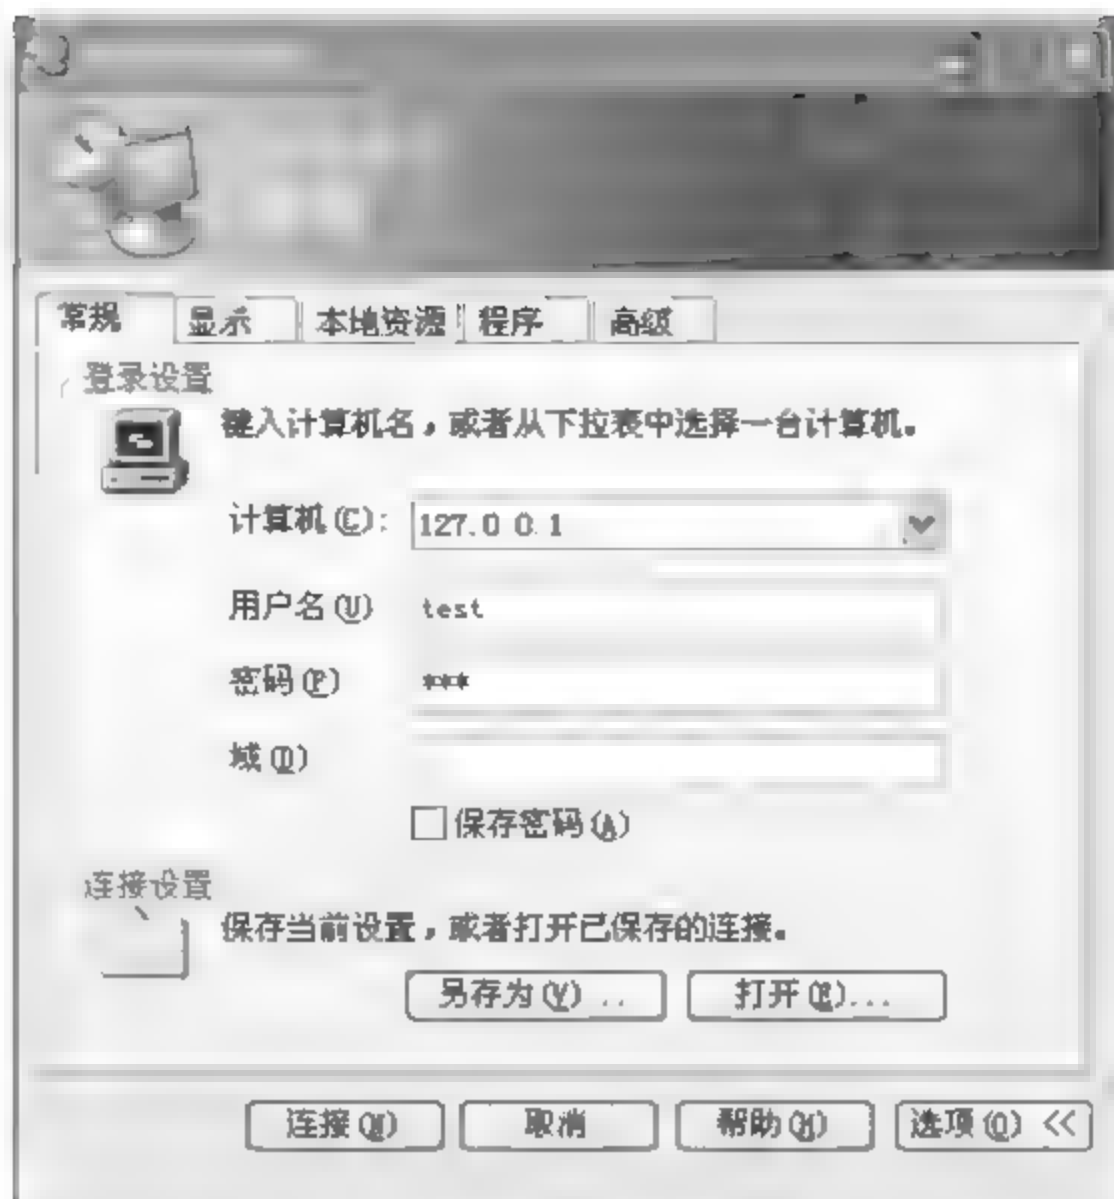 常规 显示 本地资源 程序 高级
登录设置
键入计算机名，或者从下拉表中选择一台计算机。
计算机(C): 127.0 0.1
用户名(U) test
密码(P) ***
域(D)
保存密码(A)
连接设置
保存当前设置，或者打开已保存的连接。
另存为(V) .. 打开(E)...
连接(N) 取消 帮助(H) 选项(O) <<